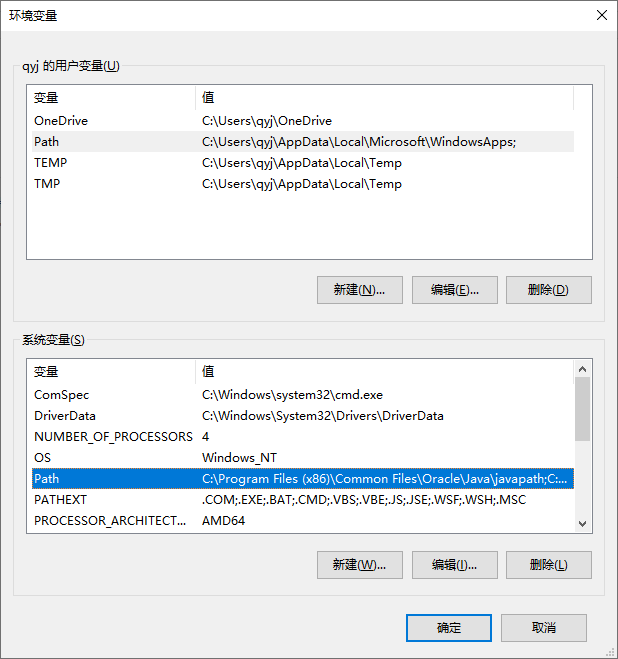 环境变量
qyj 的用户变量(U)
变量 值
OneDrive C:\Users\qyj\OneDrive
Path C:\Users\qyj\AppData\Local\Microsoft\WindowsApps;
TEMP C:\Users\qyj\AppData\Local\Temp
TMP C:\Users\qyj\AppData\Local\Temp
新建(N)... 编辑(E)... 删除(D)
系统变量(S)
变量 值
ComSpec C:\Windows\system32\cmd.exe
DriverData C:\Windows\System32\Drivers\DriverData
NUMBER_OF_PROCESSORS 4
OS Windows_NT
Path C:\Program Files (x86)\Common Files\Oracle\Java\javapath;C:...
PATHEXT .COM;.EXE;.BAT;.CMD;.VBS;.VBE;.JS;.JSE;.WSF;.WSH;.MSC
PROCESSOR_ARCHITECT... AMD64
新建(W)... 编辑(I)... 删除(L)
确定 取消